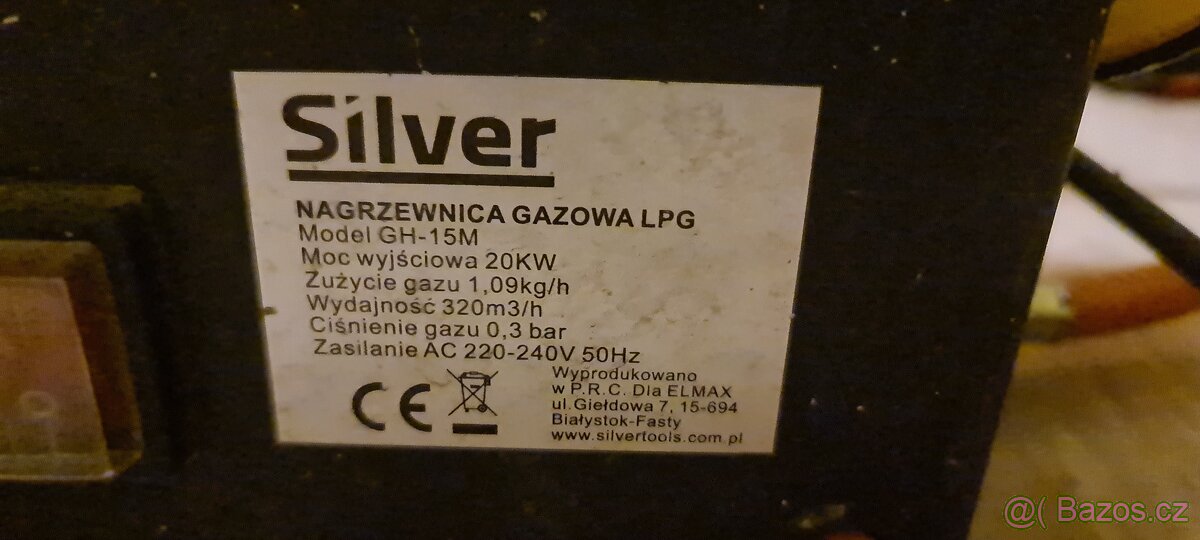 Silver
NAGRZEWNICA GAZOWA LPG
Model GH-15M
Moc wyjściowa 20KW
Zużycie gazu 1,09kg/h
Wydajność 320m3/h
Ciśnienie gazu 0,3 bar
Zasilanie AC 220-240V 50Hz
CE
Wyprodukowano
w P.R.C. Dla ELMAX
ul.Giełdowa 7, 15-694
Białystok-Fasty
www.silvertools.com.pl
@( Bazos.cz